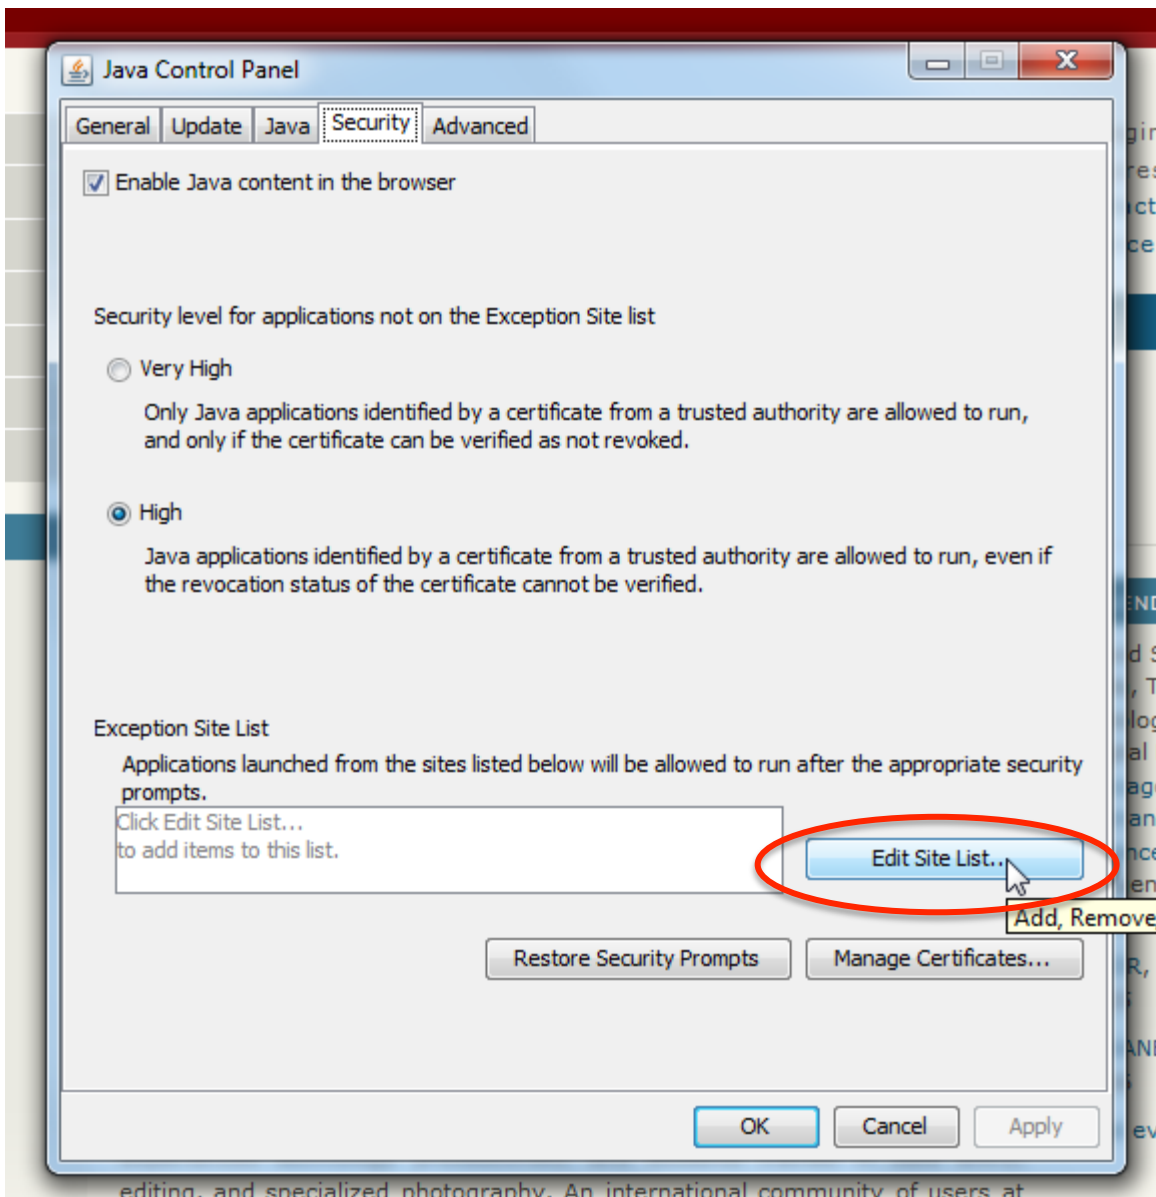 Java Control Panel
General Update Java Security Advanced
Enable Java content in the browser
Security level for applications not on the Exception Site list
Very High
Only Java applications identified by a certificate from a trusted authority are allowed to run,
and only if the certificate can be verified as not revoked.
High
Java applications identified by a certificate from a trusted authority are allowed to run, even if
the revocation status of the certificate cannot be verified.
Exception Site List
Applications launched from the sites listed below will be allowed to run after the appropriate security
prompts.
Click Edit Site List...
to add items to this list.
Edit Site List..
Add, Remove
Restore Security Prompts Manage Certificates...
OK Cancel Apply
editing, and specialized photography. An international community of users at